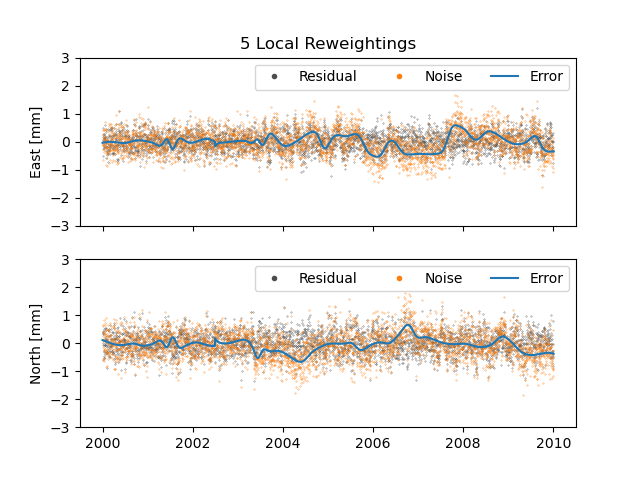 5 Local Reweightings
3
2
1
0
−1
−2
−3
East [mm]
Residual Noise Error
3
2
1
0
−1
−2
−3
North [mm]
Residual Noise Error
2000 2002 2004 2006 2008 2010